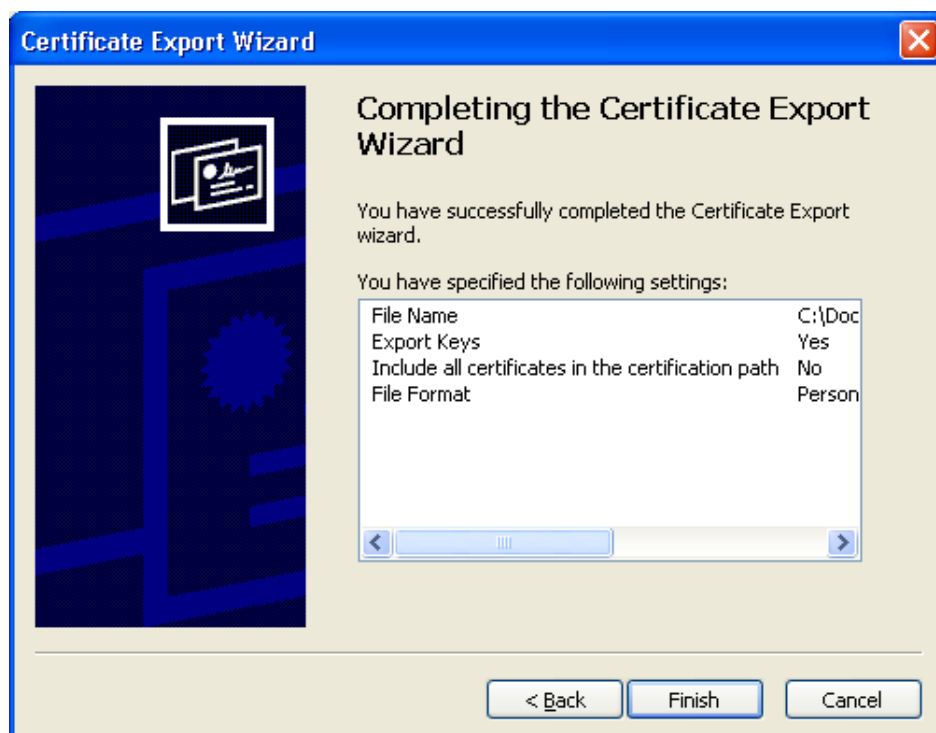 Certificate Export Wizard
Completing the Certificate Export
Wizard
You have successfully completed the Certificate Export
wizard.
You have specified the following settings:
File Name C:\Doc
Export Keys Yes
Include all certificates in the certification path No
File Format Person
< Back Finish Cancel